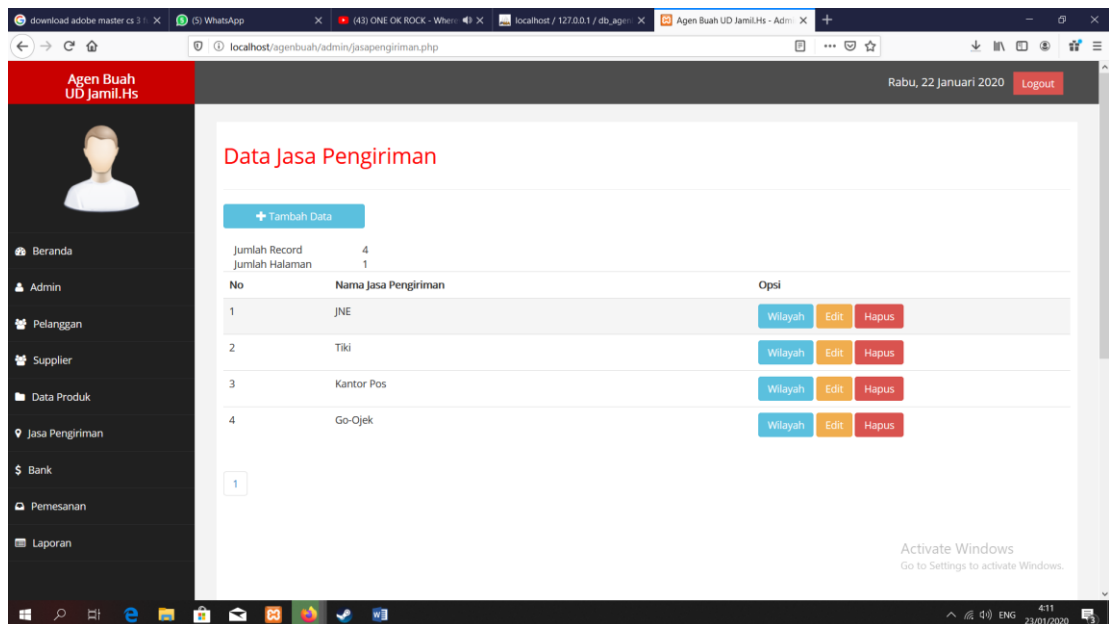 download adobe master cs 3 f
(5) WhatsApp
(43) ONE OK ROCK - Where
localhost / 127.0.0.1 / db_agen
Agen Buah UD Jamil.Hs - Admi
localhost/agenbuah/admin/jasapengiriman.php
Agen Buah
UD Jamil.Hs
Rabu, 22 Januari 2020
Logout
Beranda
Admin
Pelanggan
Supplier
Data Produk
Jasa Pengiriman
$ Bank
Pemesanan
Laporan
Data Jasa Pengiriman
+ Tambah Data
Jumlah Record 4
Jumlah Halaman 1
No Nama Jasa Pengiriman Opsi
1 JNE Wilayah Edit Hapus
2 Tiki Wilayah Edit Hapus
3 Kantor Pos Wilayah Edit Hapus
4 Go-Ojek Wilayah Edit Hapus
1
Activate Windows
Go to Settings to activate Windows.
ENG
4:11
23/01/2020